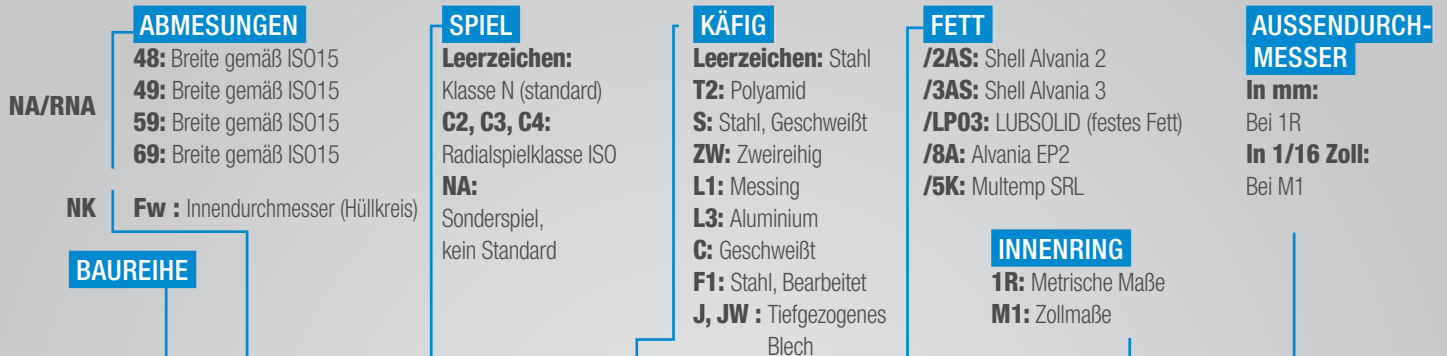 ABMESUNGEN
48: Breite gemäß ISO15
49: Breite gemäß ISO15
59: Breite gemäß ISO15
69: Breite gemäß ISO15
NA/RNA
NK
Fw : Innendurchmesser (Hüllkreis)
BAUREIHE
SPIEL
Leerzeichen:
Klasse N (standard)
C2, C3, C4:
Radialspielklasse ISO
NA:
Sonderspiel,
kein Standard
KÄFIG
Leerzeichen: Stahl
T2: Polyamid
S: Stahl, Geschweißt
ZW: Zweireihig
L1: Messing
L3: Aluminium
C: Geschweißt
F1: Stahl, Bearbeitet
J, JW : Tiefgezogenes
Blech
FETT
/2AS: Shell Alvania 2
/3AS: Shell Alvania 3
/LP03: LUBSOLID (festes Fett)
/8A: Alvania EP2
/5K: Multemp SRL
INNENRING
1R: Metrische Maße
M1: Zollmaße
AUSSENDURCH-
MESSER
In mm:
Bei 1R
In 1/16 Zoll:
Bei M1